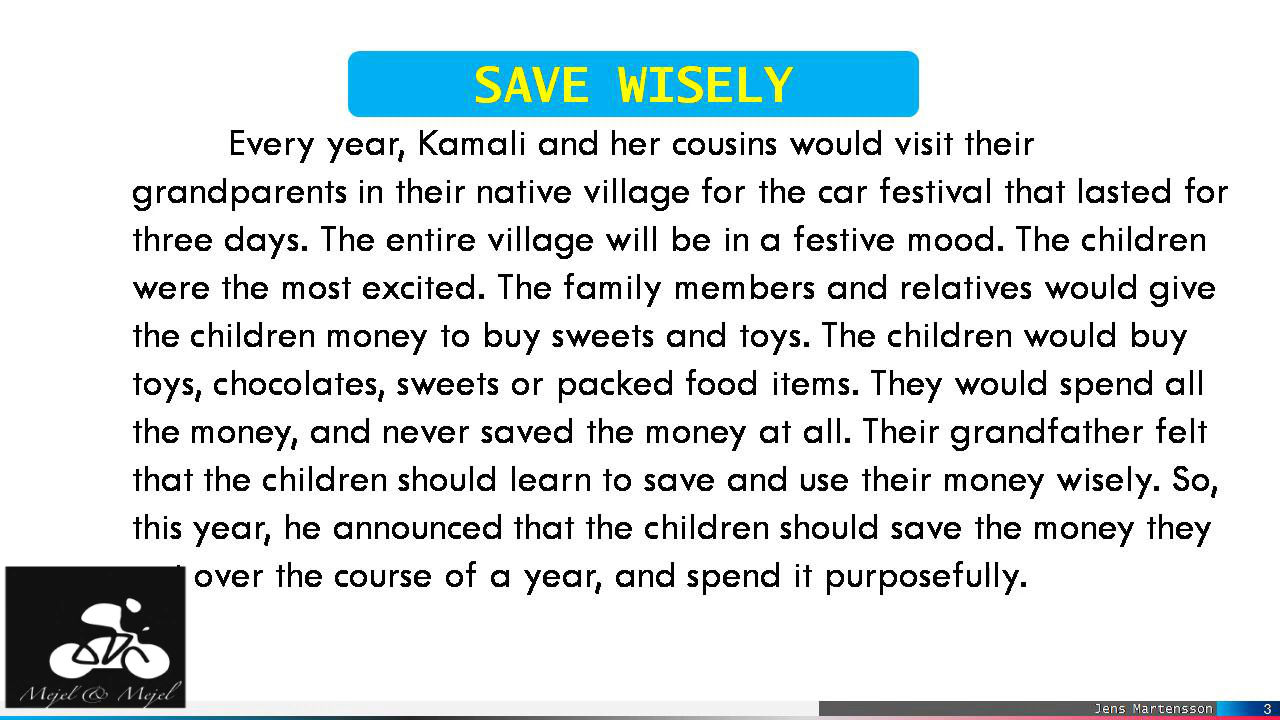 SAVE WISELY
Every year, Kamali and her cousins would visit their
grandparents in their native village for the car festival that lasted for
three days. The entire village will be in a festive mood. The children
were the most excited. The family members and relatives would give
the children money to buy sweets and toys. The children would buy
toys, chocolates, sweets or packed food items. They would spend all
the money, and never saved the money at all. Their grandfather felt
that the children should learn to save and use their money wisely. So,
this year, he announced that the children should save the money they
over the course of a year, and spend it purposefully.
Mejel & Mejel
Jens Martensson
3